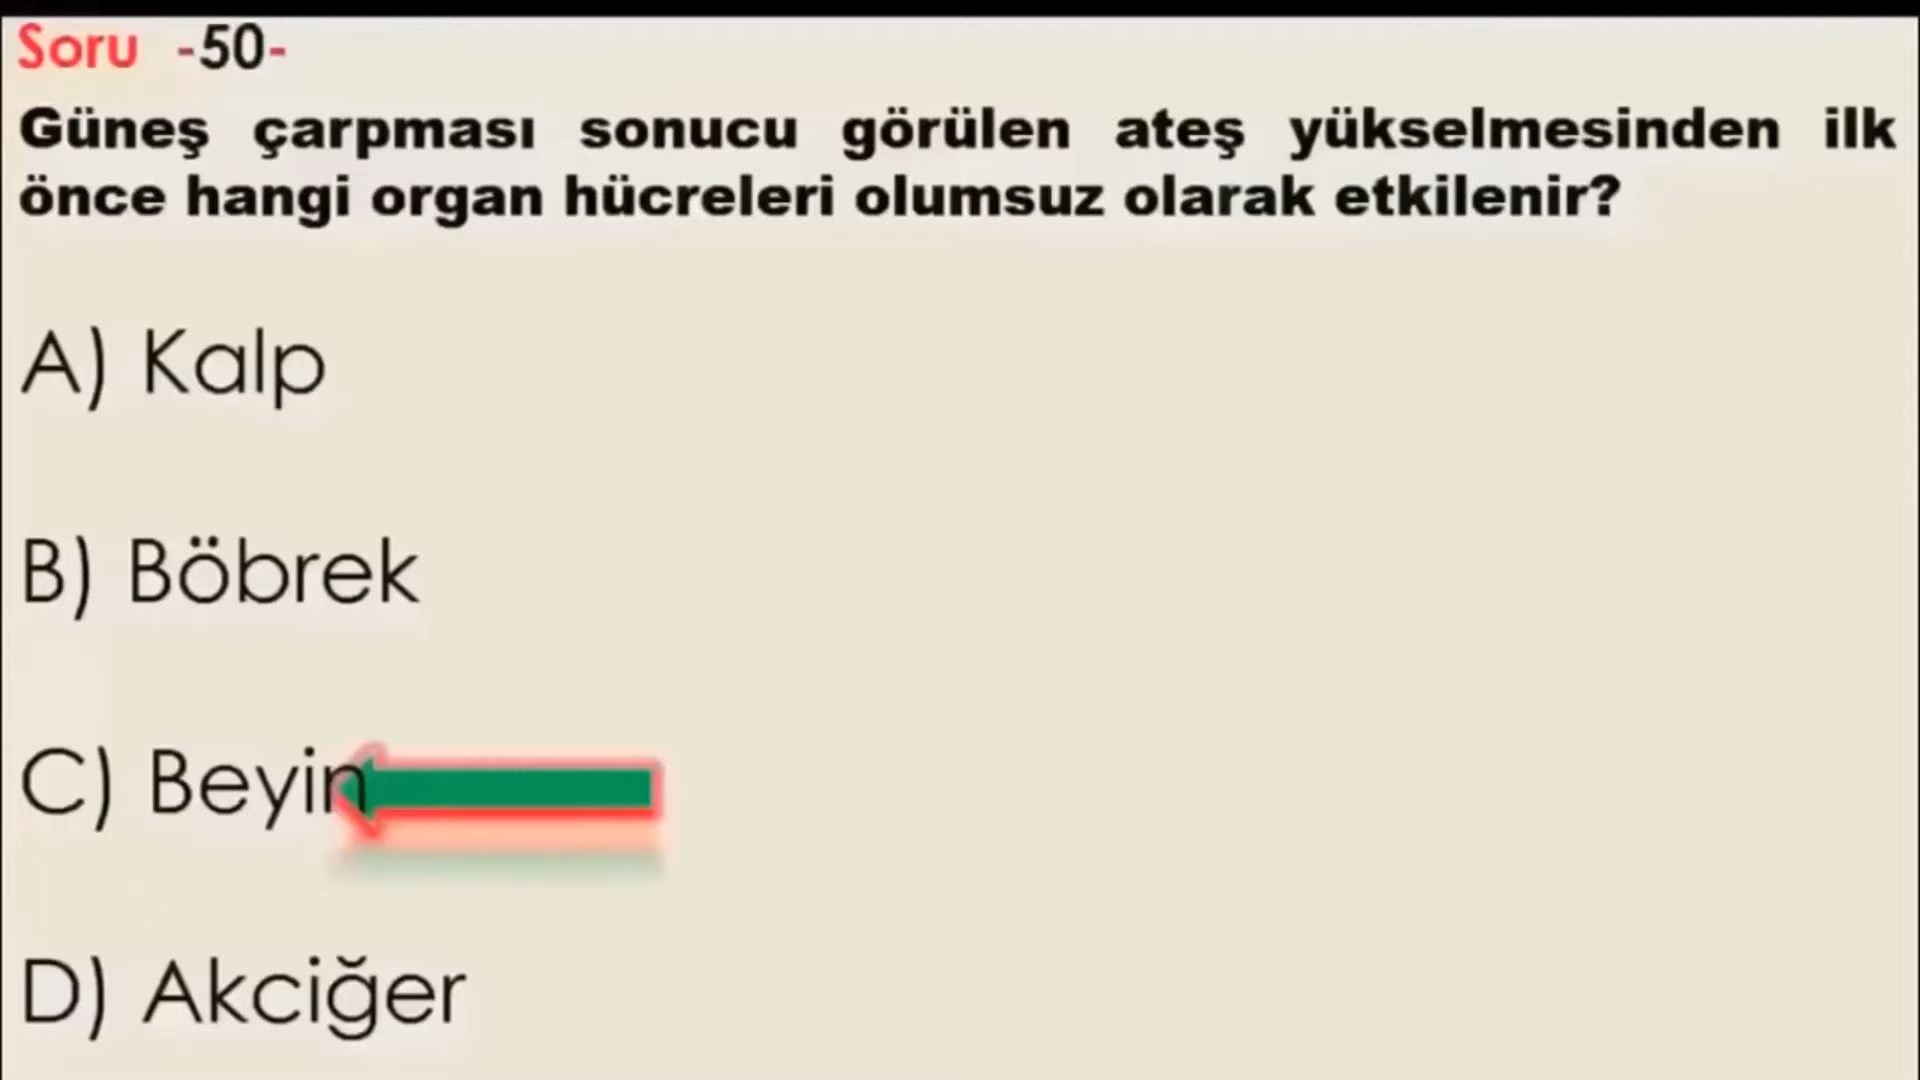 Soru -50-
Güneş çarpması sonucu görülen ateş yükselmesinden ilk
önce hangi organ hücreleri olumsuz olarak etkilenir?
A) Kalp
B) Böbrek
C) Beyin
D) Akciğer